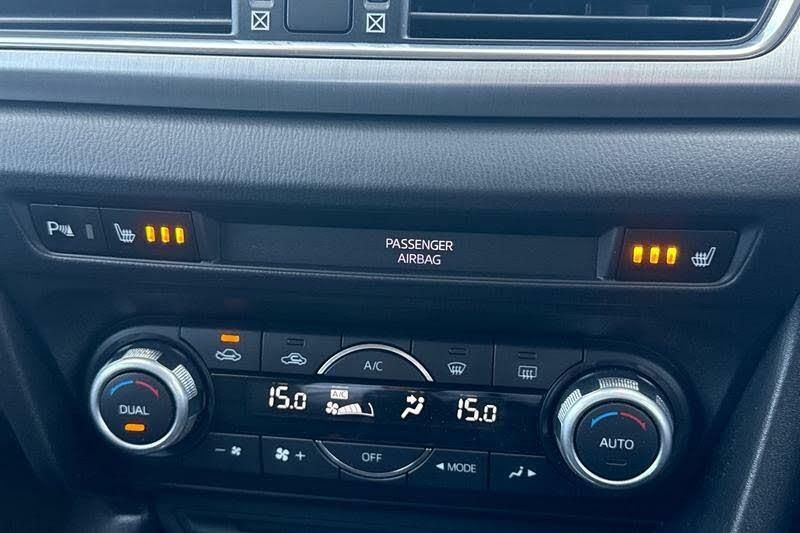 P
PASSENGER
AIRBAG
A/C
15.0
A/C
15.0
DUAL
AUTO
- +
OFF
◄ MODE
►